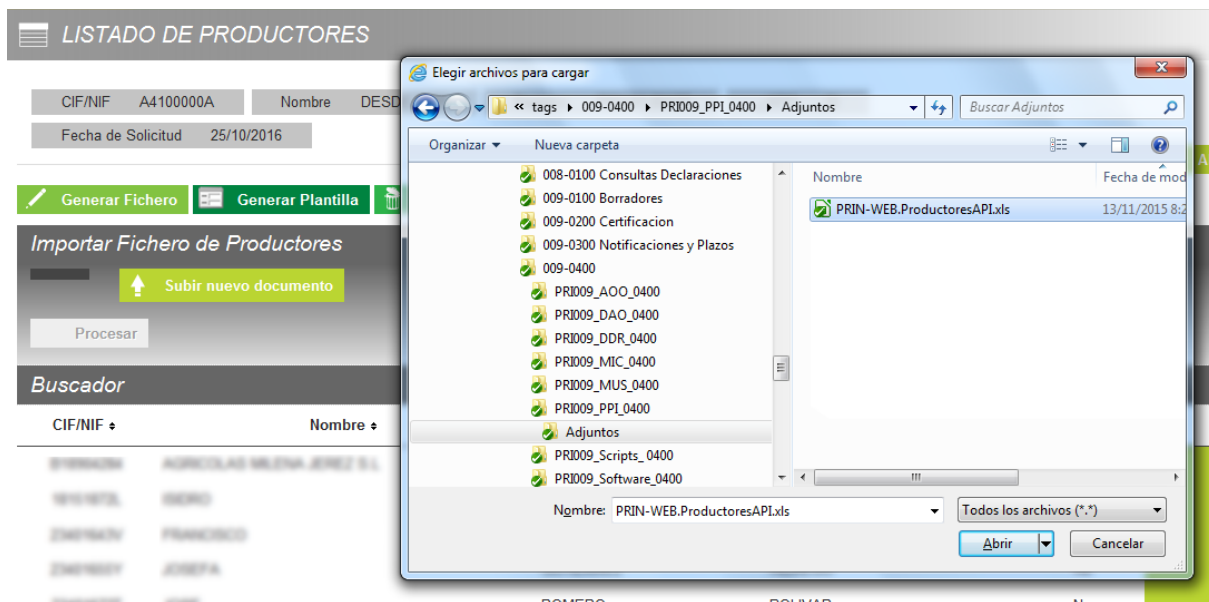 LISTADO DE PRODUCTORES
CIF/NIF A4100000A Nombre DESD
Fecha de Solicitud 25/10/2016
Generar Fichero Generar Plantilla
Importar Fichero de Productores
Subir nuevo documento
Procesar
Buscador
CIF/NIF Nombre
Elegir archivos para cargar
« tags 009-0400 PRI009_PPI_0400 Adjuntos Buscar Adjuntos
Organizar Nueva carpeta
008-0100 Consultas Declaraciones
009-0100 Borradores
009-0200 Certificacion
009-0300 Notificaciones y Plazos
009-0400
PRI009_AOO_0400
PRI009_DAO_0400
PRI009_DDR_0400
PRI009_MIC_0400
PRI009_MUS_0400
PRI009_PPI_0400
Adjuntos
PRI009_Scripts_ 0400
PRI009_Software_0400
Nombre Fecha de mod
PRIN-WEB.ProductoresAPI.xls 13/11/2015 8:2
Nombre: PRIN-WEB.ProductoresAPI.xls Todos los archivos (*.*)
Abrir Cancelar
A